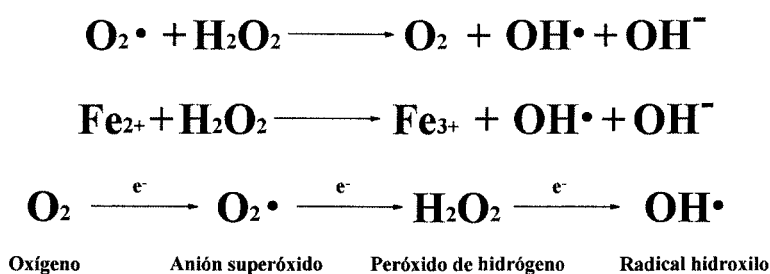 O₂• + H₂O₂ ⟶ O₂ + OH• + OH⁻
Fe₂₊ + H₂O₂ ⟶ Fe₃₊ + OH• + OH⁻
e⁻ e⁻ e⁻
O₂ ⟶ O₂• ⟶ H₂O₂ ⟶ OH•
Oxígeno Anión superóxido Peróxido de hidrógeno Radical hidroxilo